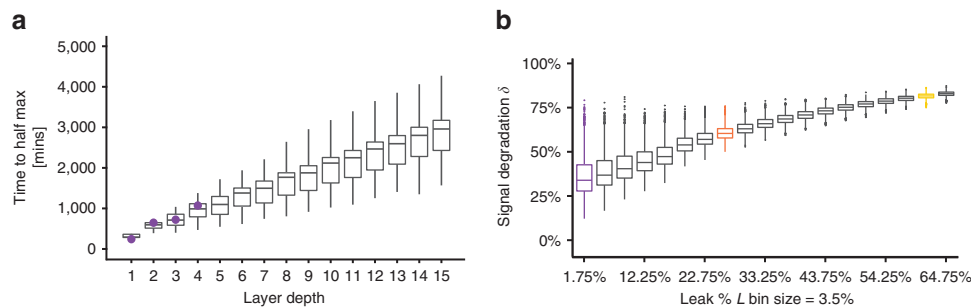 a
Time to half max
[mins]
5,000
4,000
3,000
2,000
1,000
0
1 2 3 4 5 6 7 8 9 10 11 12 13 14 15
Layer depth
b
Signal degradation δ
100%
75%
50%
25%
0%
1.75% 12.25% 22.75% 33.25% 43.75% 54.25% 64.75%
Leak % L bin size = 3.5%